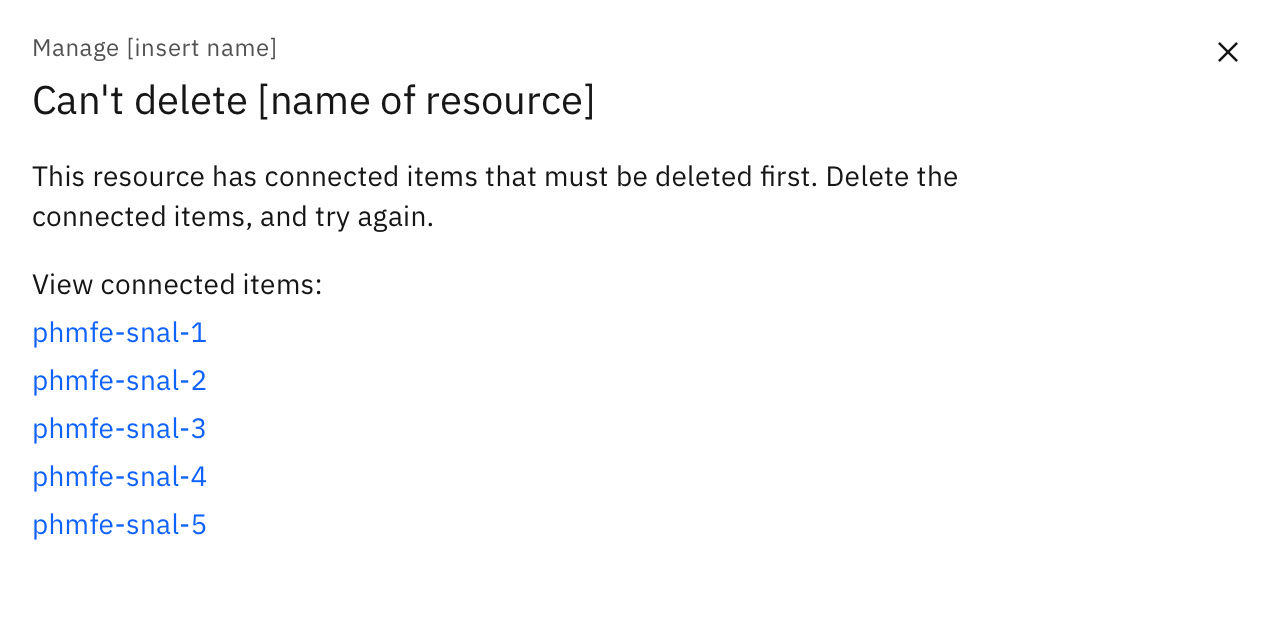 Manage [insert name]
Can't delete [name of resource]
This resource has connected items that must be deleted first. Delete the
connected items, and try again.
View connected items:
phmfe-snal-1
phmfe-snal-2
phmfe-snal-3
phmfe-snal-4
phmfe-snal-5